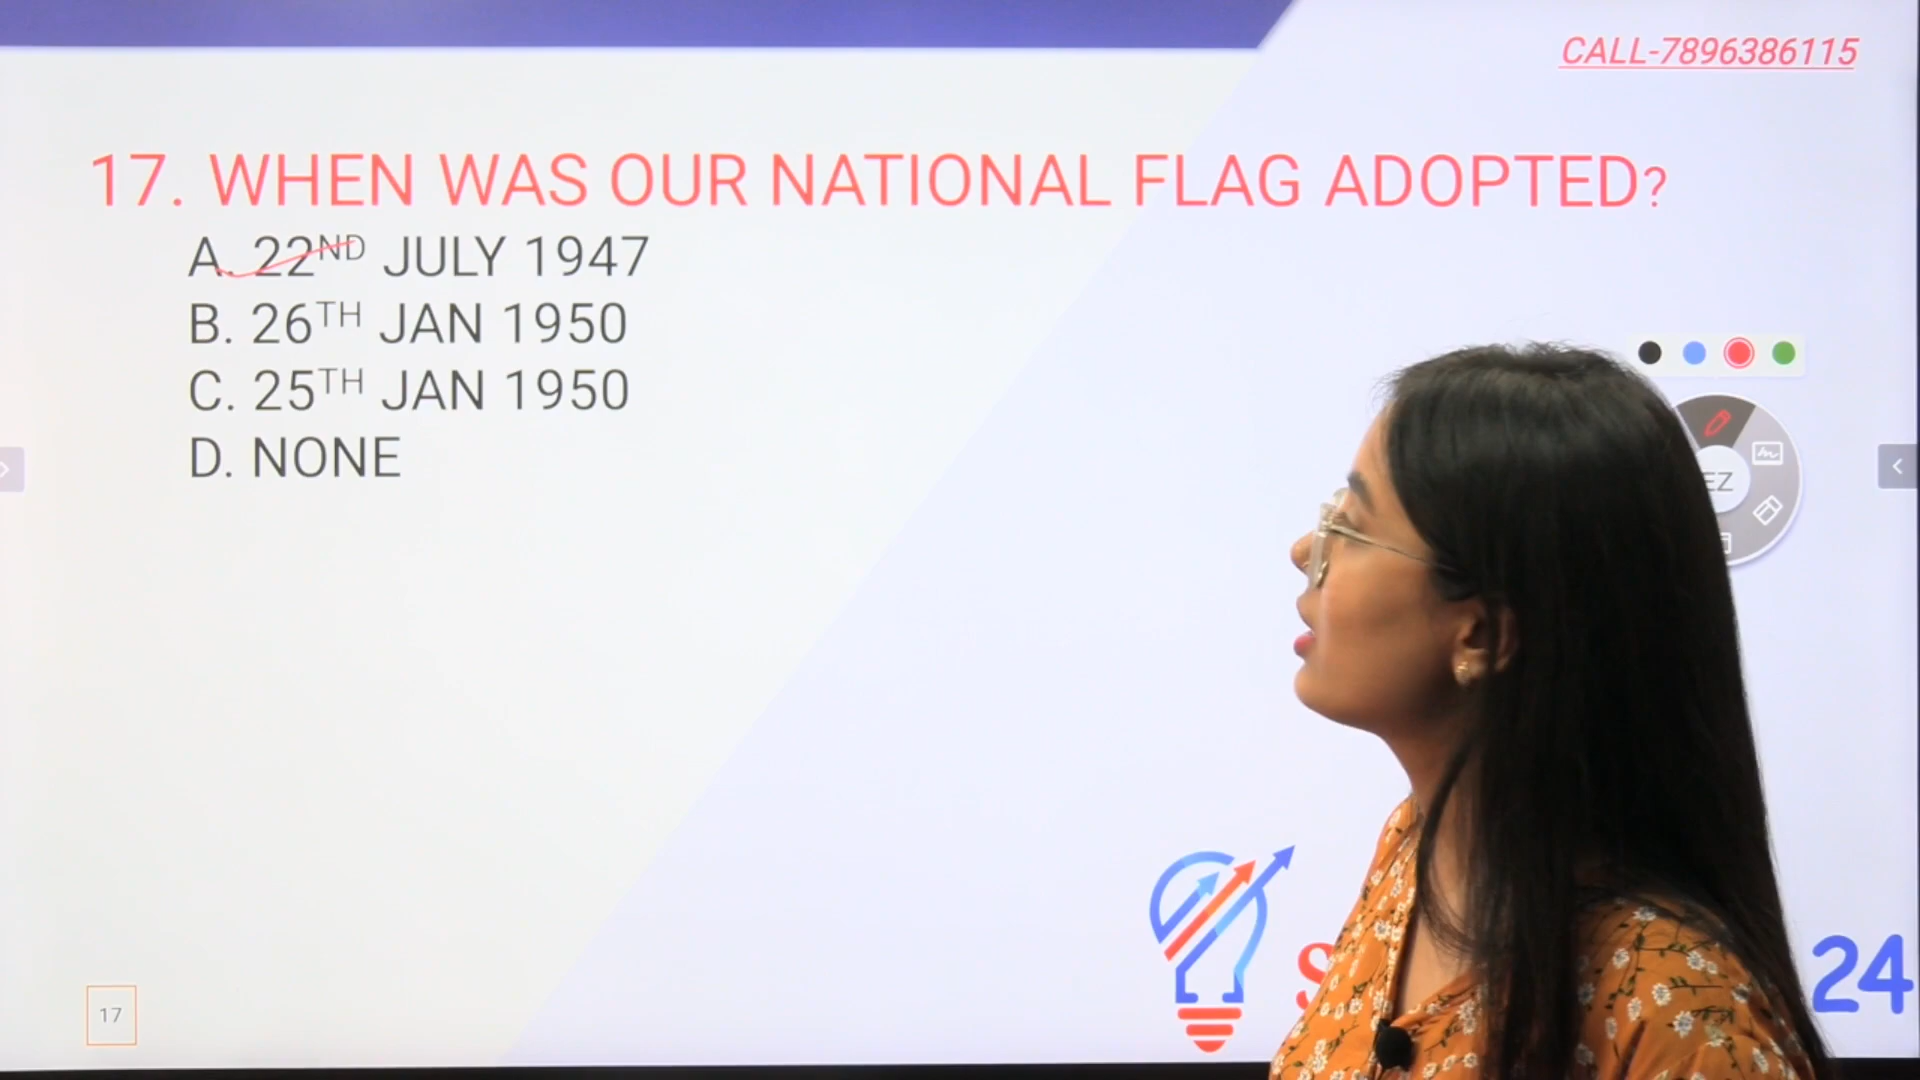 CALL-7896386115
17. WHEN WAS OUR NATIONAL FLAG ADOPTED?
A. 22ND JULY 1947
B. 26TH JAN 1950
C. 25TH JAN 1950
D. NONE
EZ
24
17